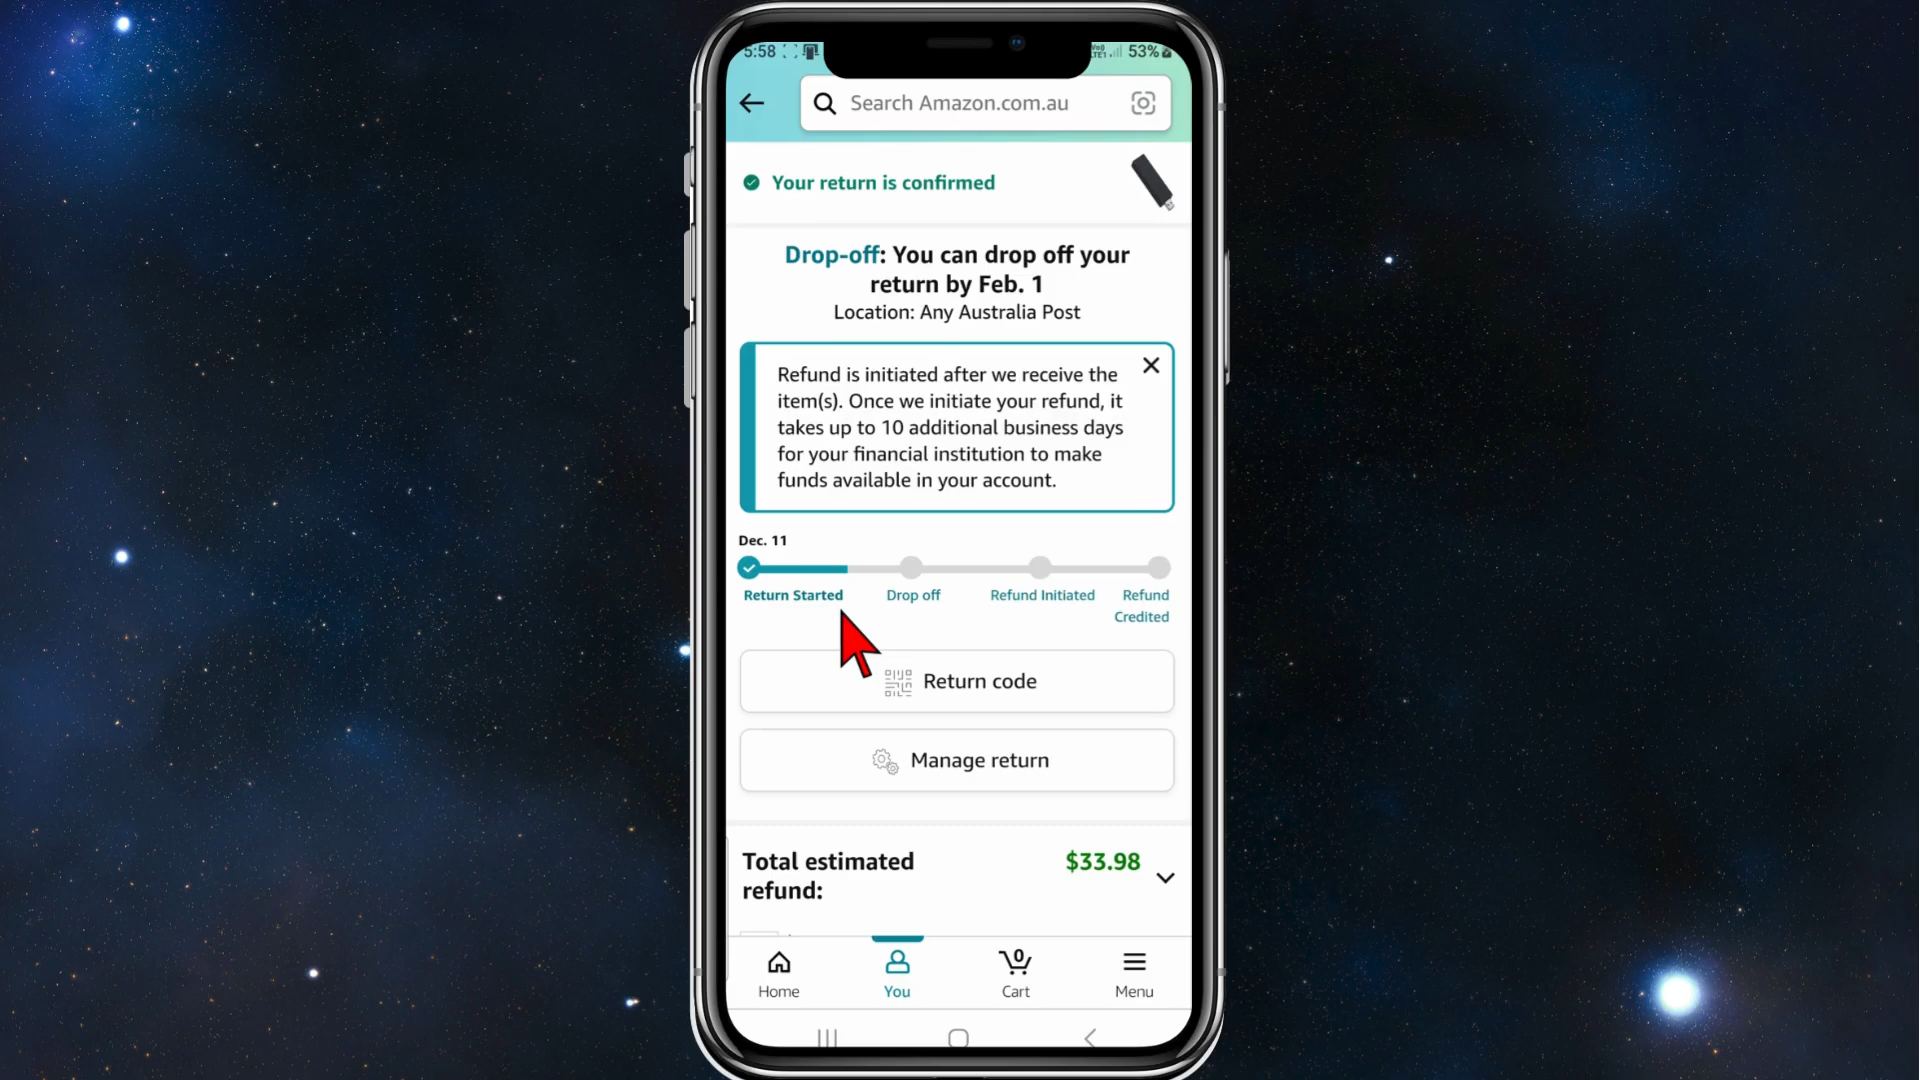 5:58
53%
Search Amazon.com.au
Your return is confirmed
Drop-off: You can drop off your
return by Feb. 1
Location: Any Australia Post
Refund is initiated after we receive the
item(s). Once we initiate your refund, it
takes up to 10 additional business days
for your financial institution to make
funds available in your account.
Dec. 11
Return Started
Drop off
Refund Initiated
Refund
Credited
Return code
Manage return
Total estimated
refund:
$33.98
0
Home
You
Cart
Menu